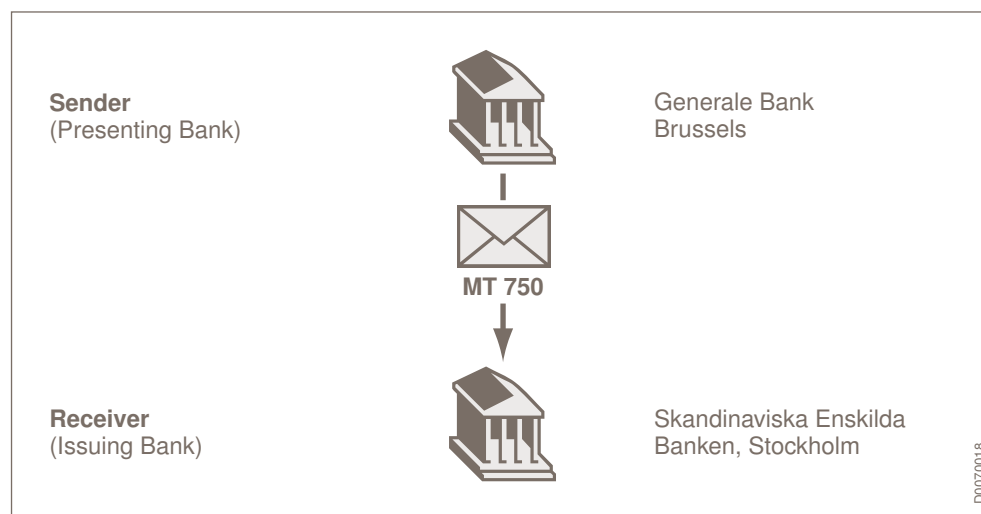 Sender
(Presenting Bank)
Generale Bank
Brussels
MT 750
Receiver
(Issuing Bank)
Skandinaviska Enskilda
Banken, Stockholm
D0070018